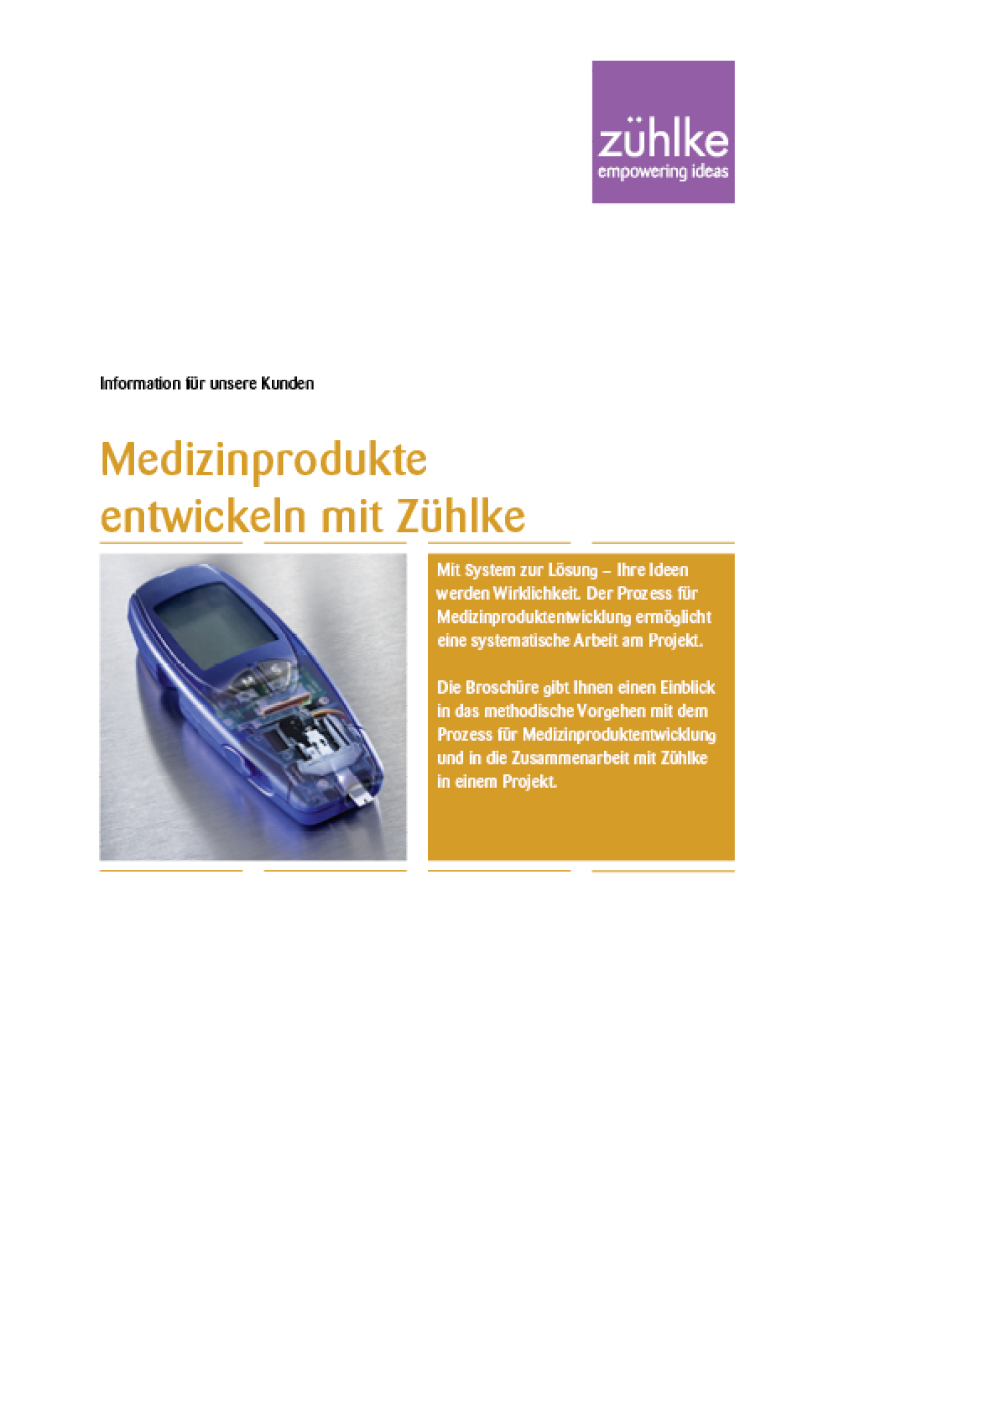 zühlke
empowering ideas
Information für unsere Kunden
Medizinprodukte
entwickeln mit Zühlke
Mit System zur Lösung – Ihre Ideen
werden Wirklichkeit. Der Prozess für
Medizinproduktentwicklung ermöglicht
eine systematische Arbeit am Projekt.
Die Broschüre gibt Ihnen einen Einblick
in das methodische Vorgehen mit dem
Prozess für Medizinproduktentwicklung
und in die Zusammenarbeit mit Zühlke
in einem Projekt.